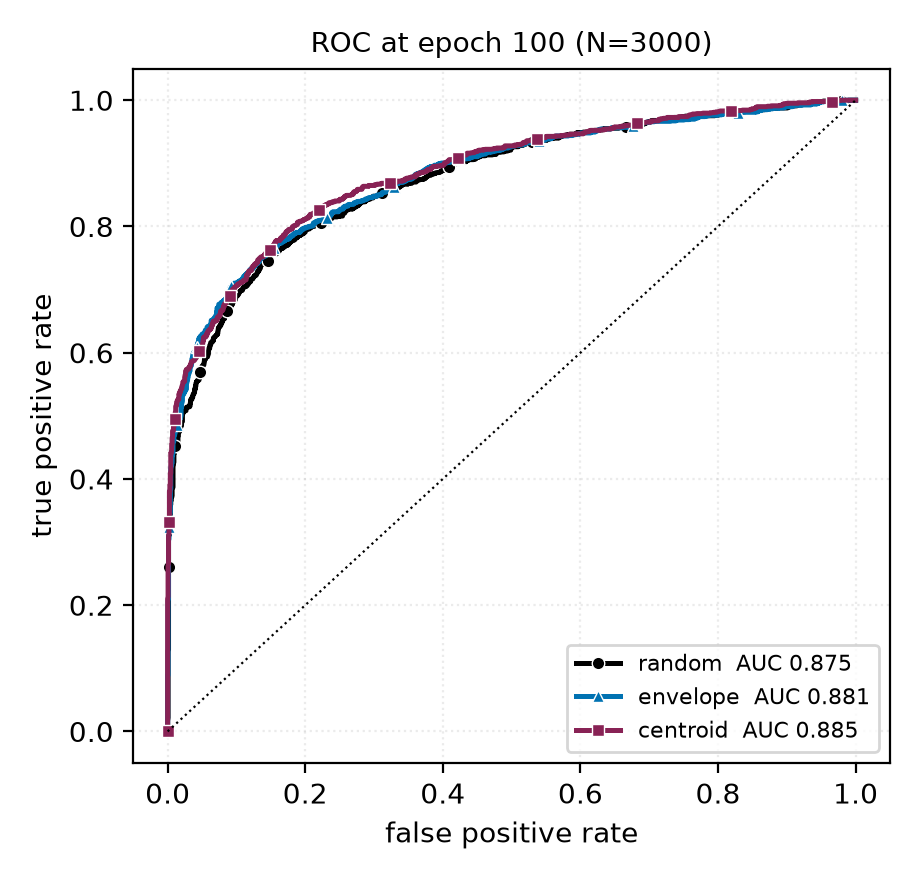 ROC at epoch 100 (N=3000)
true positive rate
1.0
0.8
0.6
0.4
0.2
0.0
random AUC 0.875
envelope AUC 0.881
centroid AUC 0.885
0.0 0.2 0.4 0.6 0.8 1.0
false positive rate